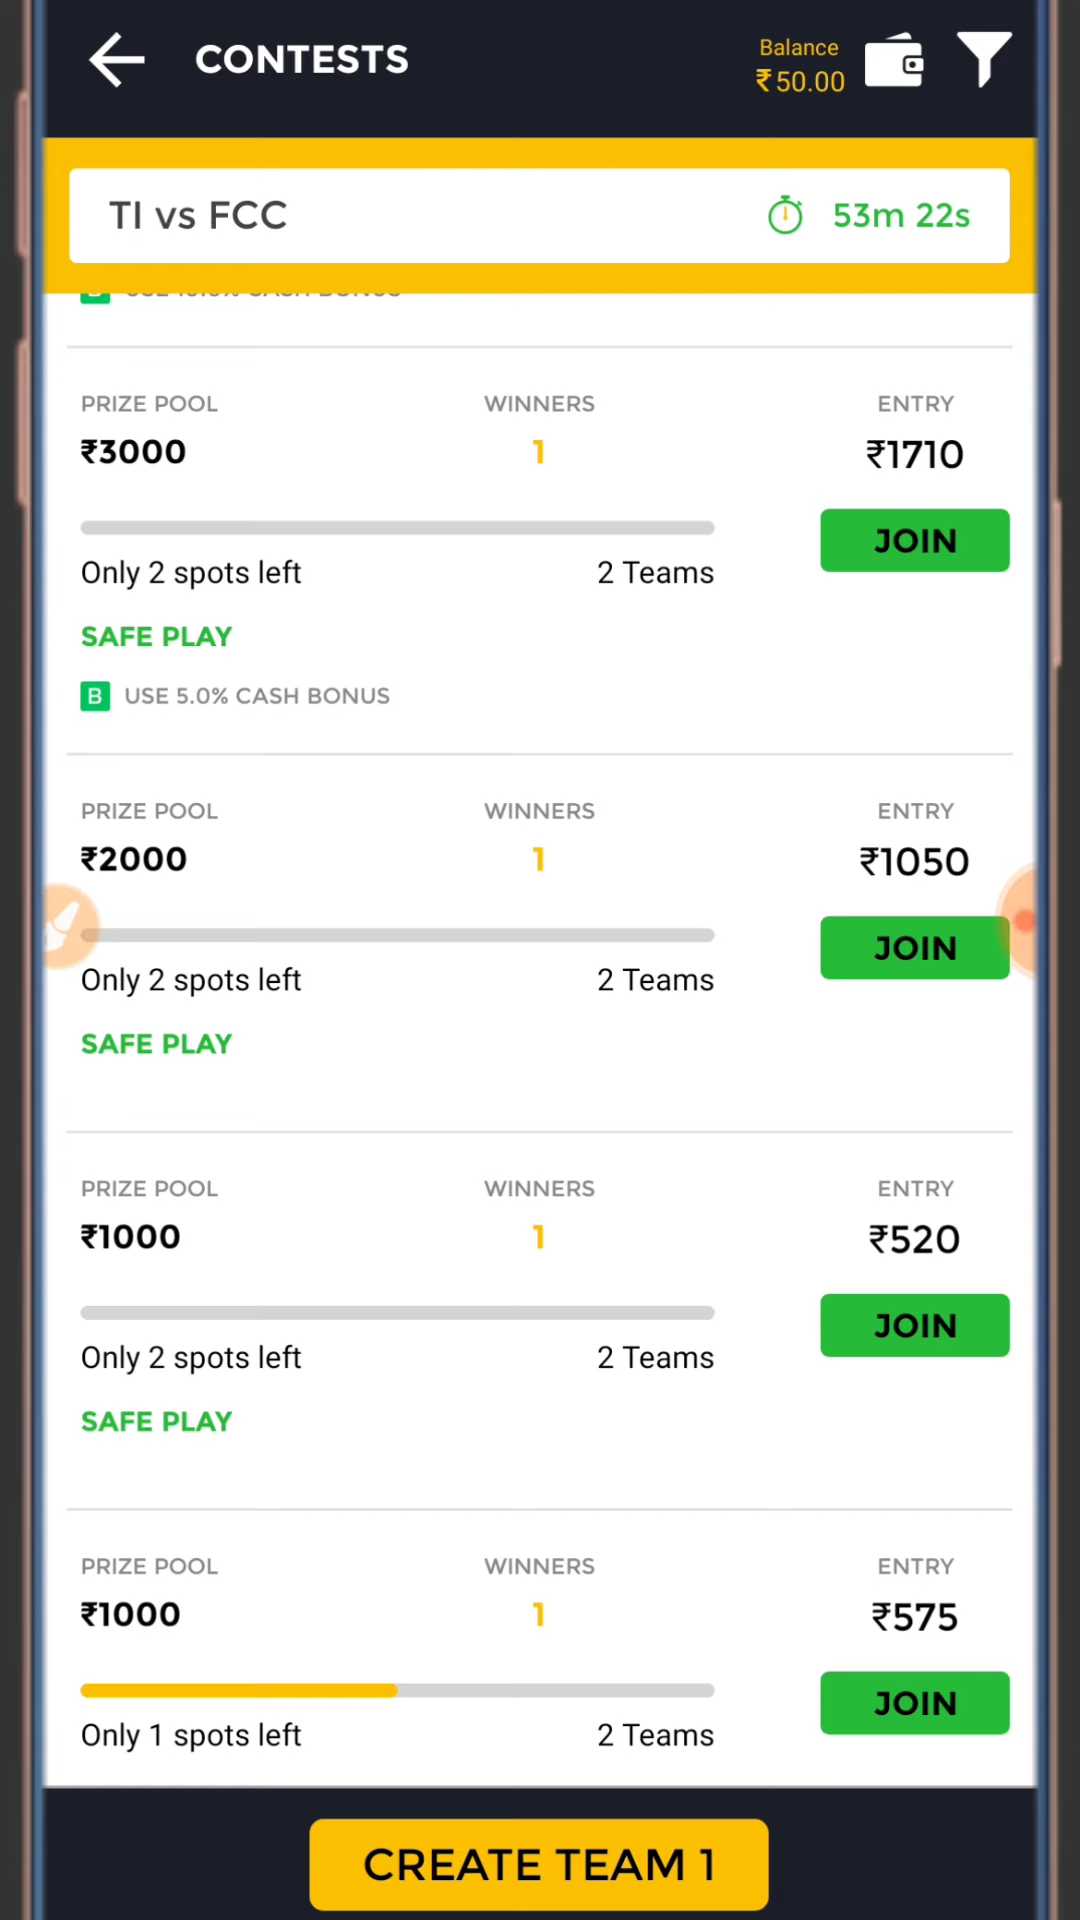 CONTESTS
Balance
₹50.00
TI vs FCC
53m 22s
PRIZE POOL WINNERS ENTRY
₹3000 1 ₹1710
JOIN
Only 2 spots left 2 Teams
SAFE PLAY
B USE 5.0% CASH BONUS
PRIZE POOL WINNERS ENTRY
₹2000 1 ₹1050
JOIN
Only 2 spots left 2 Teams
SAFE PLAY
PRIZE POOL WINNERS ENTRY
₹1000 1 ₹520
JOIN
Only 2 spots left 2 Teams
SAFE PLAY
PRIZE POOL WINNERS ENTRY
₹1000 1 ₹575
JOIN
Only 1 spots left 2 Teams
CREATE TEAM 1